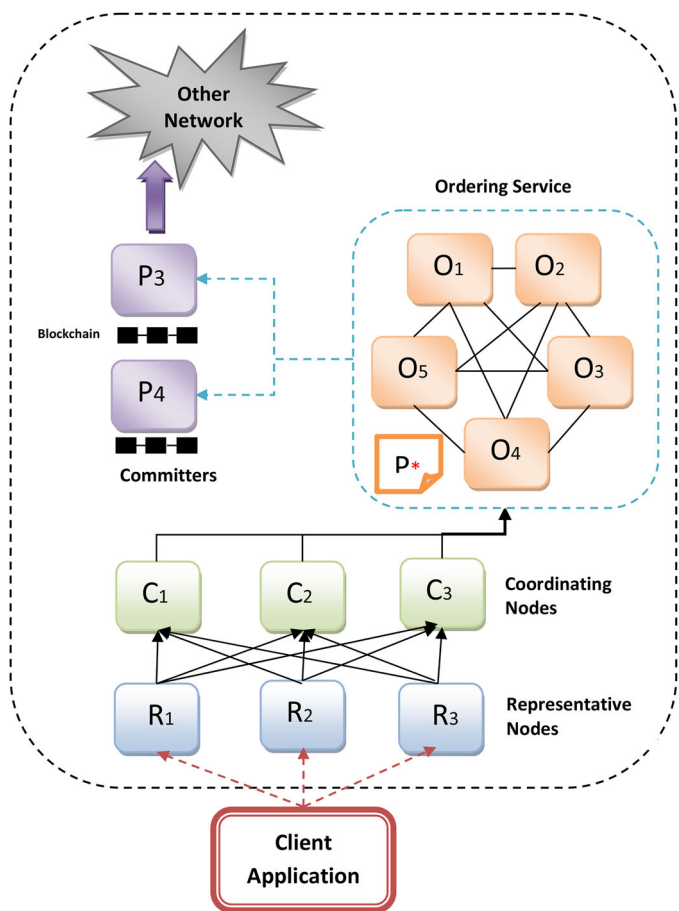 Other
Network
Ordering Service
P3
O1
O2
Blockchain
O5
O3
P4
O4
P*
Committers
C1
C2
C3
Coordinating
Nodes
R1
R2
R3
Representative
Nodes
Client
Application